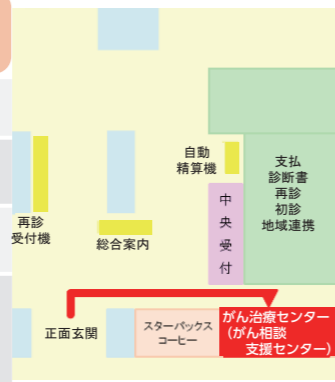 自動
精算機
支払
診断書
再診
初診
地域連携
中央受付
再診
受付機
総合案内
正面玄関
スターバックス
コーヒー
がん治療センター
(がん相談
支援センター)